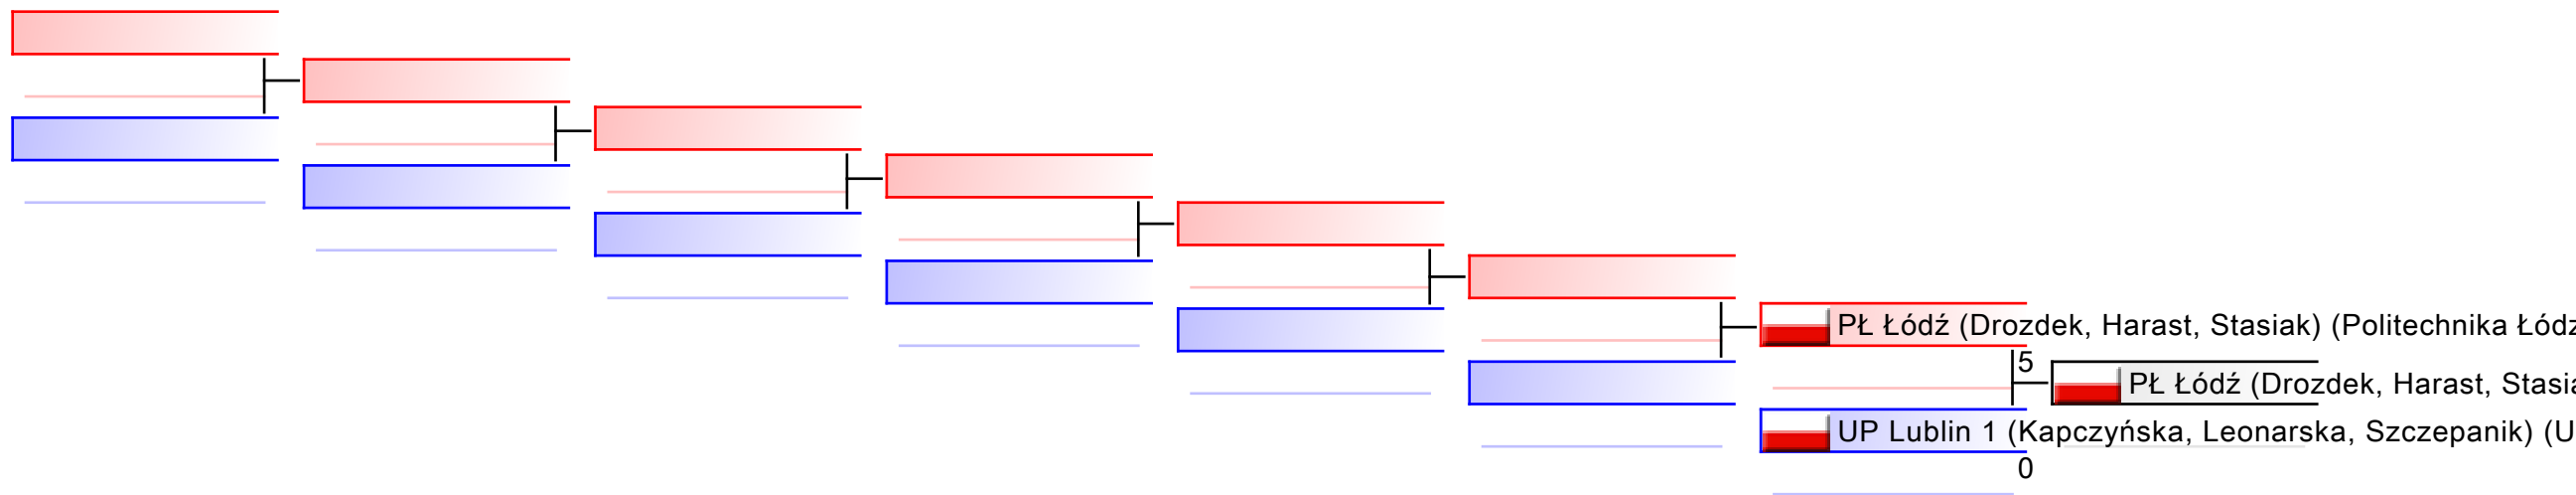 PŁ Łódź (Drozdek, Harast, Stasiak) (Politechnika Łódź
5
PŁ Łódź (Drozdek, Harast, Stasia
UP Lublin 1 (Kapczyńska, Leonarska, Szczepanik) (U
0